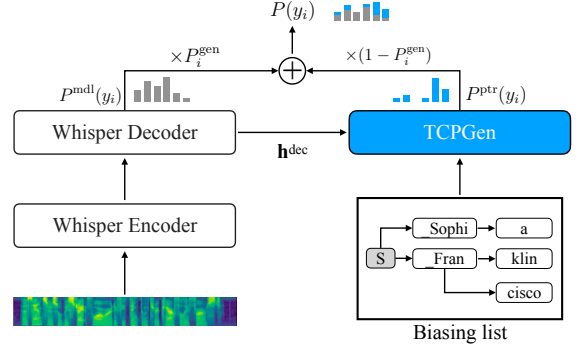 P(y_i)
×P_i^gen
×(1 − P_i^gen)
P^mdl(y_i)
P^ptr(y_i)
Whisper Decoder
TCPGen
h^dec
Whisper Encoder
_Sophi
a
S
_Fran
klin
cisco
Biasing list